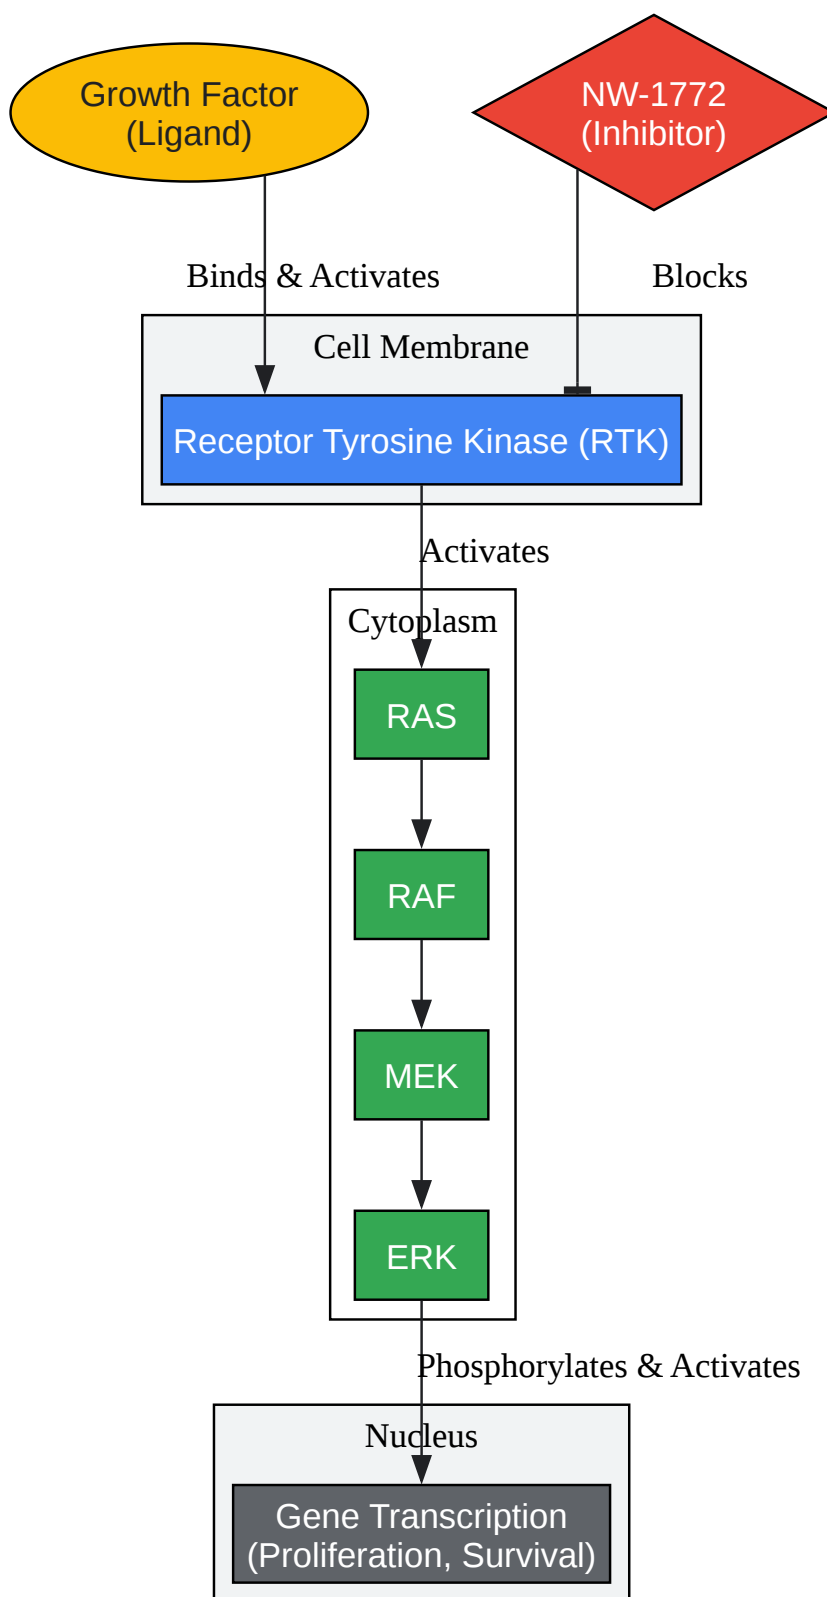 Growth Factor
(Ligand)
NW-1772
(Inhibitor)
Binds & Activates
Blocks
Cell Membrane
Receptor Tyrosine Kinase (RTK)
Activates
Cytoplasm
RAS
RAF
MEK
ERK
Phosphorylates & Activates
Nucleus
Gene Transcription
(Proliferation, Survival)